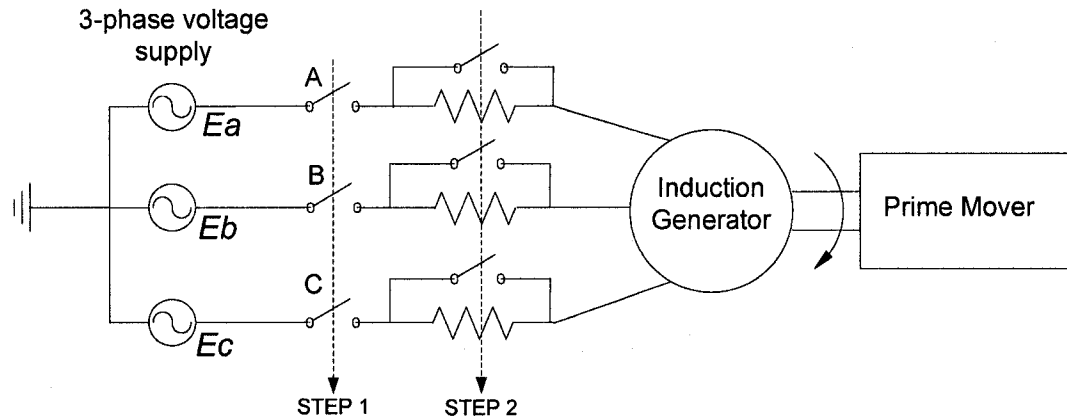 3-phase voltage
supply
A
Ea
B
Eb
C
Ec
Induction
Generator
Prime Mover
STEP 1
STEP 2